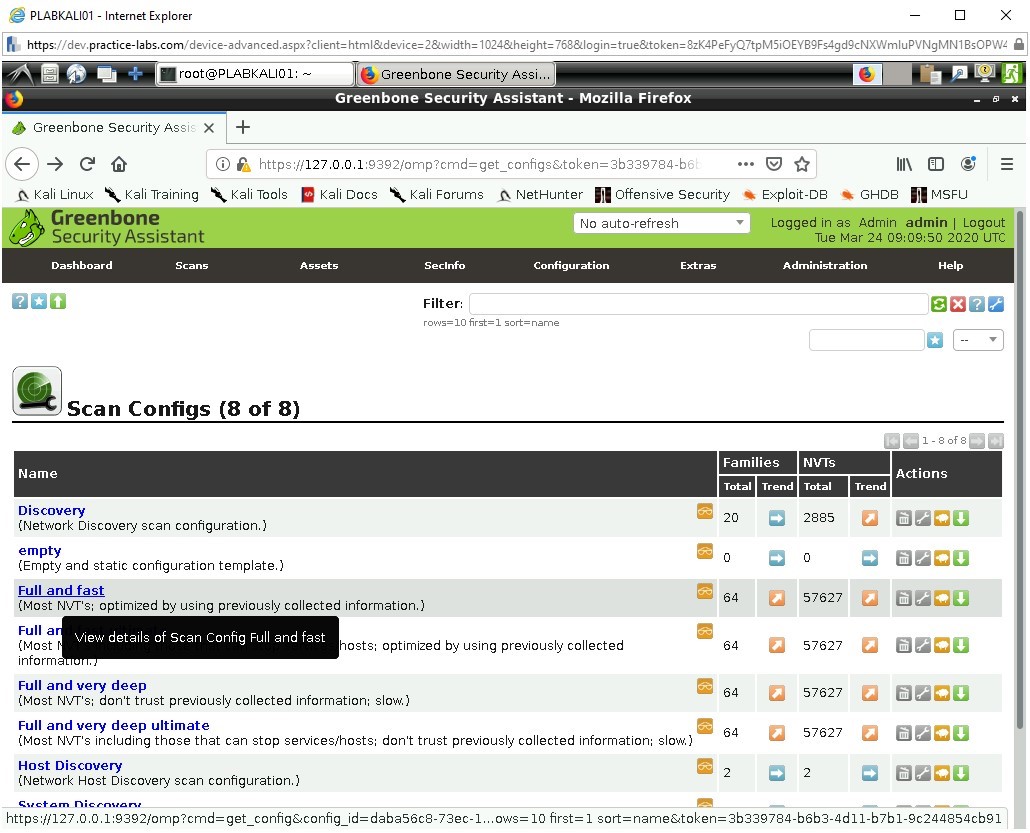 PLABKALI01 - Internet Explorer
https://dev.practice-labs.com/device-advanced.aspx?client=html&device=2&width=1024&height=768&login=true&token=8zK4PeFyQ7tpM5iOEYB9Fs4gd9cNXWmIuPVNgMN1BsOPW4
root@PLABKALI01: ~
Greenbone Security Assi...
Greenbone Security Assistant - Mozilla Firefox
Greenbone Security Assis
https://127.0.0.1:9392/omp?cmd=get_configs&token=3b339784-b6b
Kali Linux Kali Training Kali Tools Kali Docs Kali Forums NetHunter Offensive Security Exploit-DB GHDB MSFU
Greenbone
Security Assistant
No auto-refresh
Logged in as Admin admin | Logout
Tue Mar 24 09:09:50 2020 UTC
Dashboard Scans Assets SecInfo Configuration Extras Administration Help
Filter:
rows=10 first=1 sort=name
--
Scan Configs (8 of 8)
1 - 8 of 8
Name Families NVTs Actions
Total Trend Total Trend
Discovery
(Network Discovery scan configuration.) 20 2885
empty
(Empty and static configuration template.) 0 0
Full and fast
(Most NVT's; optimized by using previously collected information.) 64 57627
View details of Scan Config Full and fast
Full an
(Most N hosts; optimized by using previously collected
information.) 64 57627
Full and very deep
(Most NVT's; don't trust previously collected information; slow.) 64 57627
Full and very deep ultimate
(Most NVT's including those that can stop services/hosts; don't trust previously collected information; slow.) 64 57627
Host Discovery
(Network Host Discovery scan configuration.) 2 2
System Discovery
https://127.0.0.1:9392/omp?cmd=get_config&config_id=daba56c8-73ec-1...ows=10 first=1 sort=name&token=3b339784-b6b3-4d11-b7b1-9c244854cb91